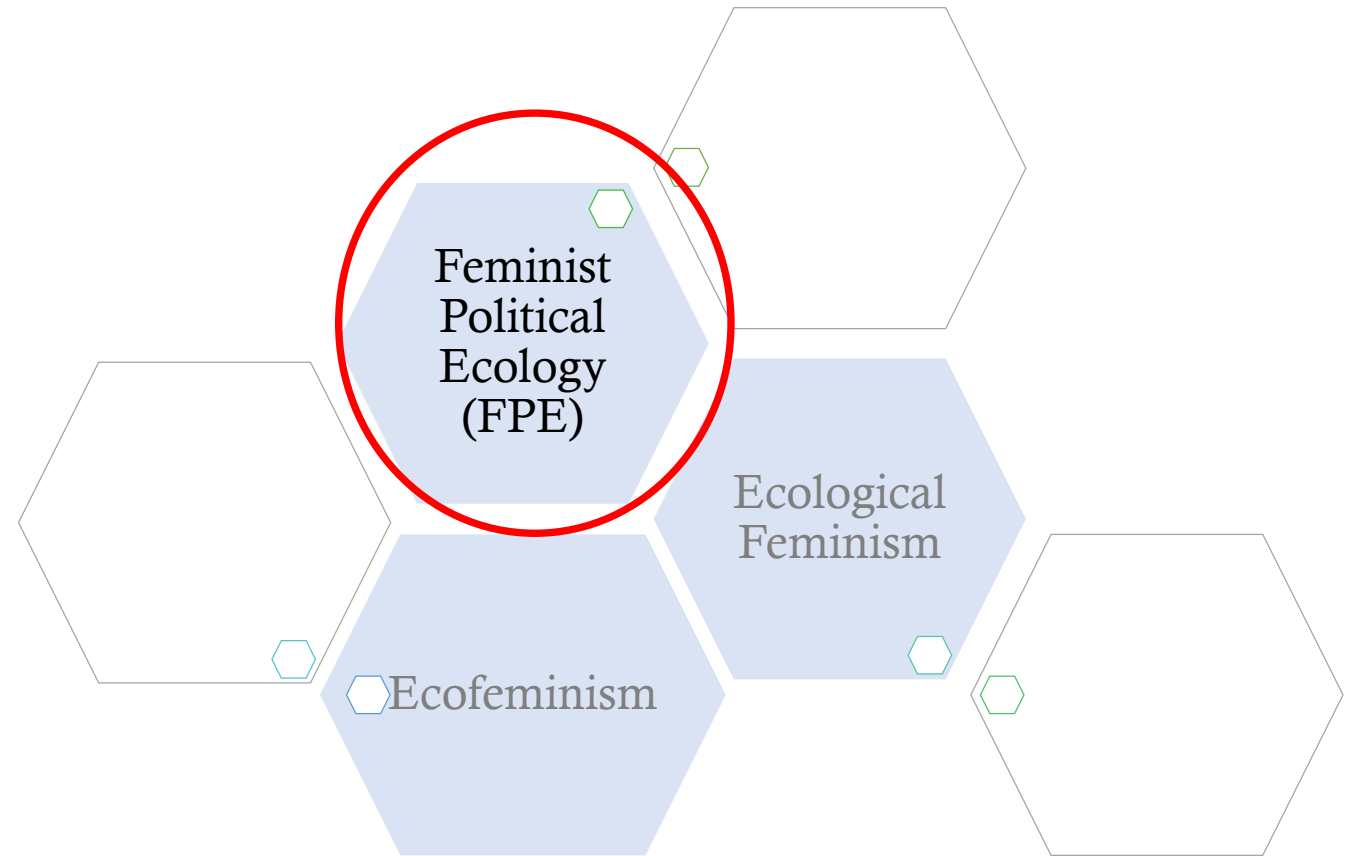 Feminist
Political
Ecology
(FPE)
Ecological
Feminism
Ecofeminism